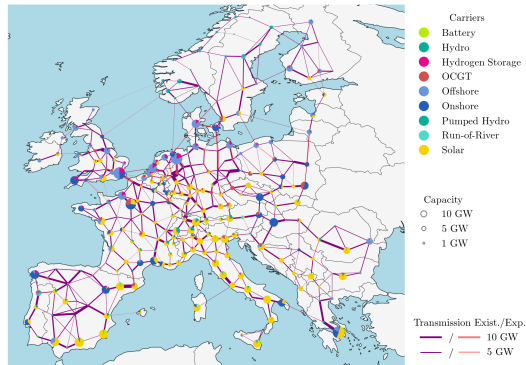 Carriers
Battery
Hydro
Hydrogen Storage
OCGT
Offshore
Onshore
Pumped Hydro
Run-of-River
Solar
Capacity
10 GW
5 GW
1 GW
Transmission Exist./Exp.
/ 10 GW
/ 5 GW